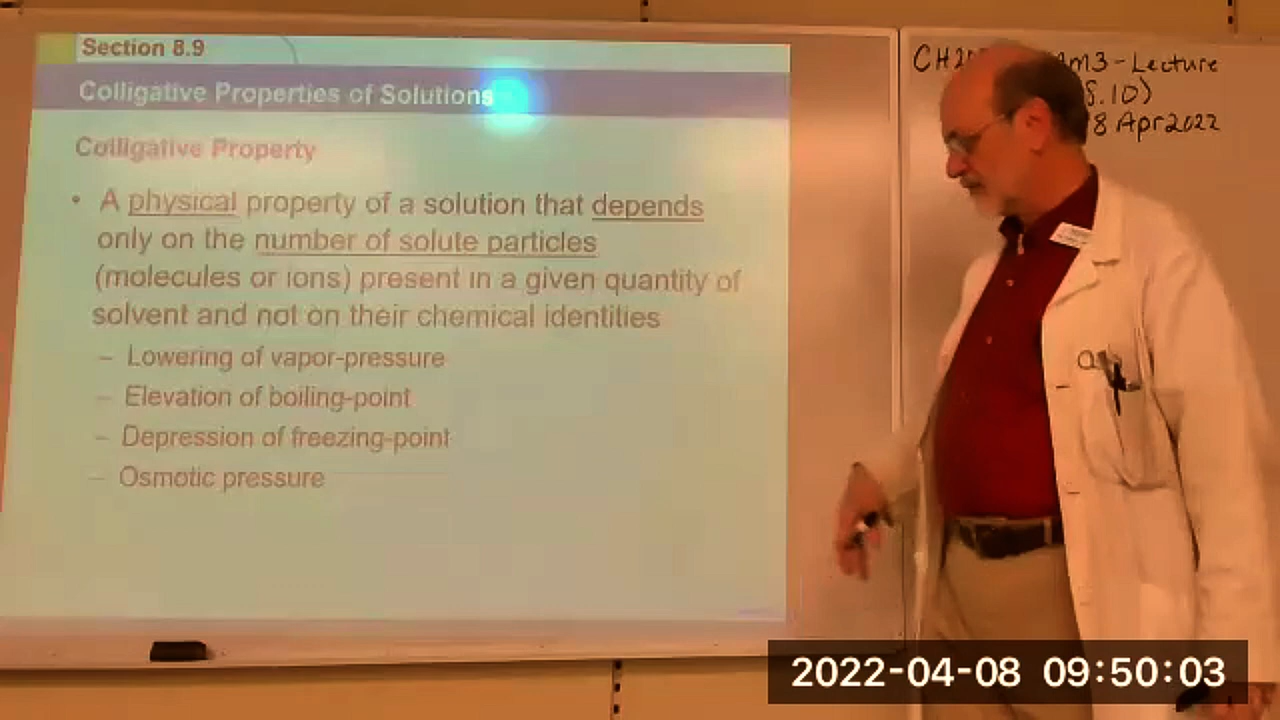 Section 8.9
Colligative Properties of Solutions
Colligative Property
• A physical property of a solution that depends
only on the number of solute particles
(molecules or ions) present in a given quantity of
solvent and not on their chemical identities
– Lowering of vapor-pressure
– Elevation of boiling-point
– Depression of freezing-point
– Osmotic pressure
3-Lecture
8.10)
8 Apr 2022
2022-04-08 09:50:03